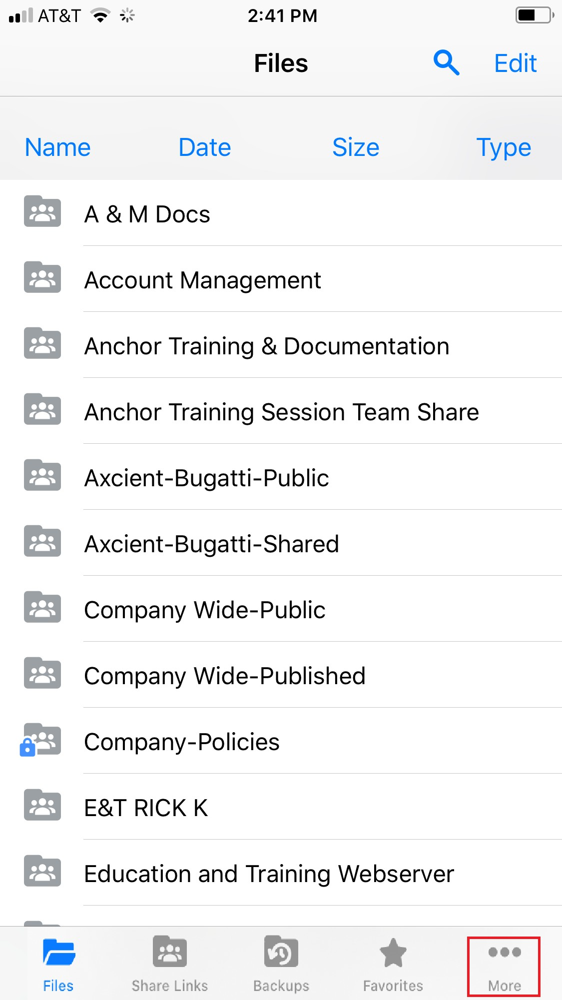 AT&T 2:41 PM
Files Edit
Name Date Size Type
A & M Docs
Account Management
Anchor Training & Documentation
Anchor Training Session Team Share
Axcient-Bugatti-Public
Axcient-Bugatti-Shared
Company Wide-Public
Company Wide-Published
Company-Policies
E&T RICK K
Education and Training Webserver
Files Share Links Backups Favorites More